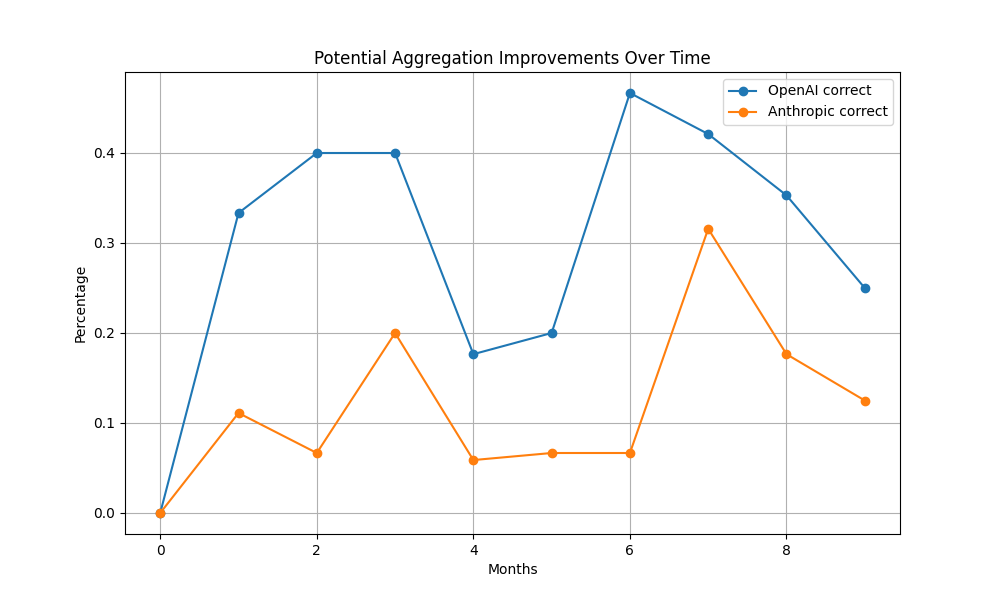 Potential Aggregation Improvements Over Time
OpenAI correct
Anthropic correct
0.4
0.3
0.2
0.1
0.0
Percentage
0 2 4 6 8
Months